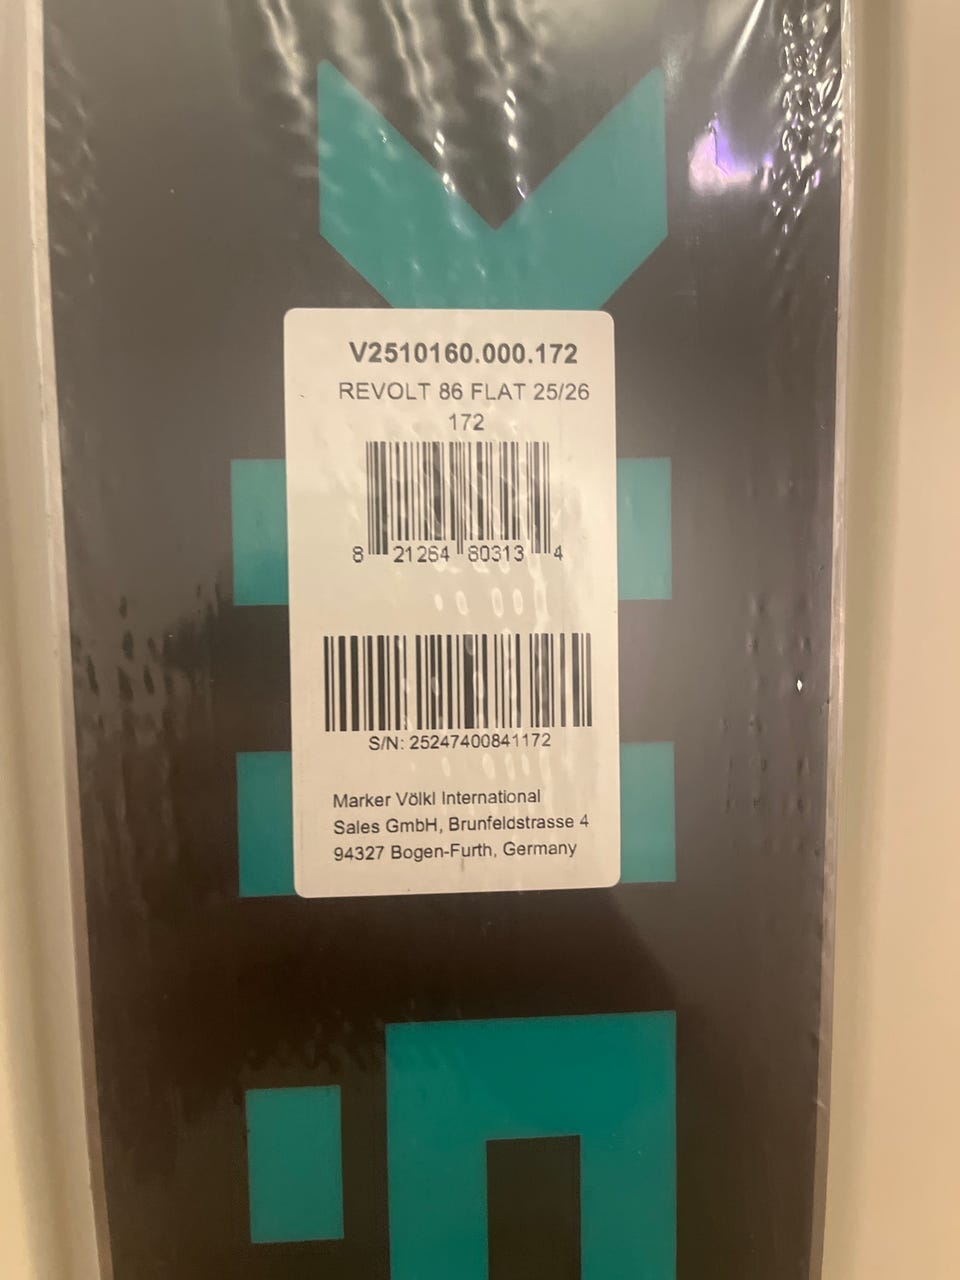 V2510160.000.172
REVOLT 86 FLAT 25/26
172
8 21264 80313 4
S/N: 25247400841172
Marker Völkl International
Sales GmbH, Brunfeldstrasse 4
94327 Bogen-Furth, Germany